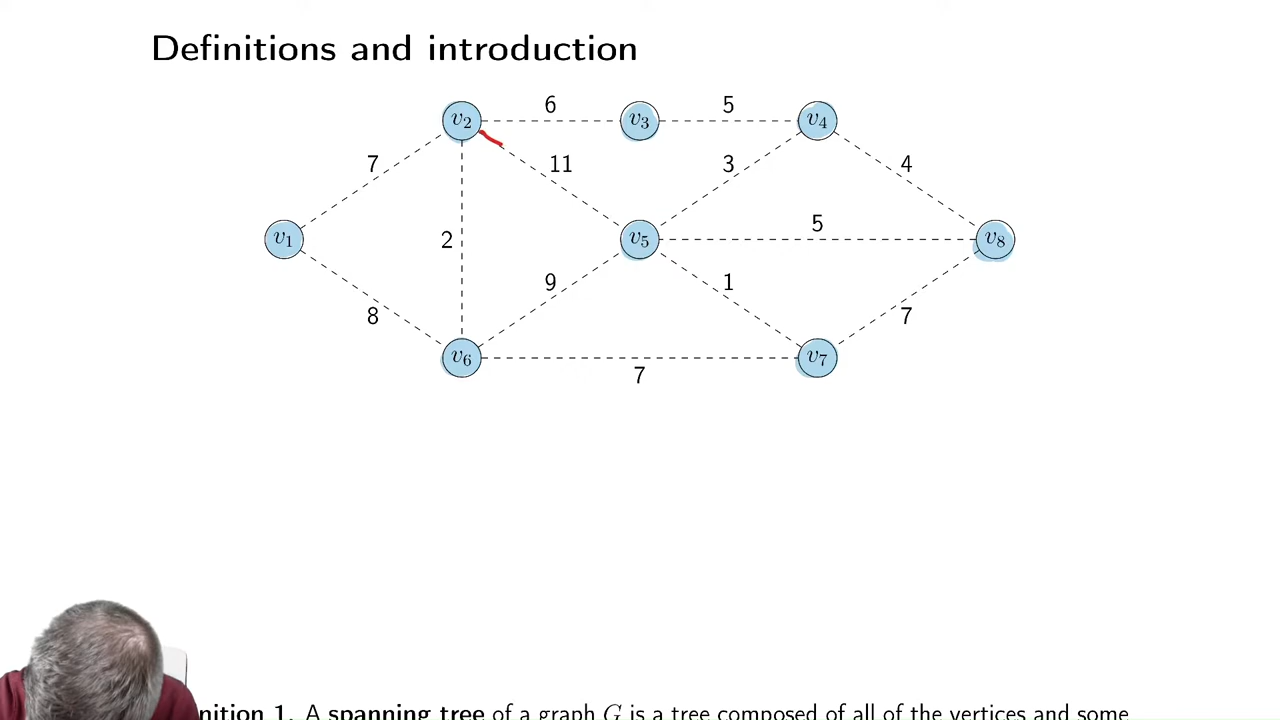 Definitions and introduction
v2 6 v3 5 v4
7 11 3 4
v1 2 v5 5 v8
8 9 1 7
v6 7 v7
nition 1. A spanning tree of a graph G is a tree composed of all of the vertices and some